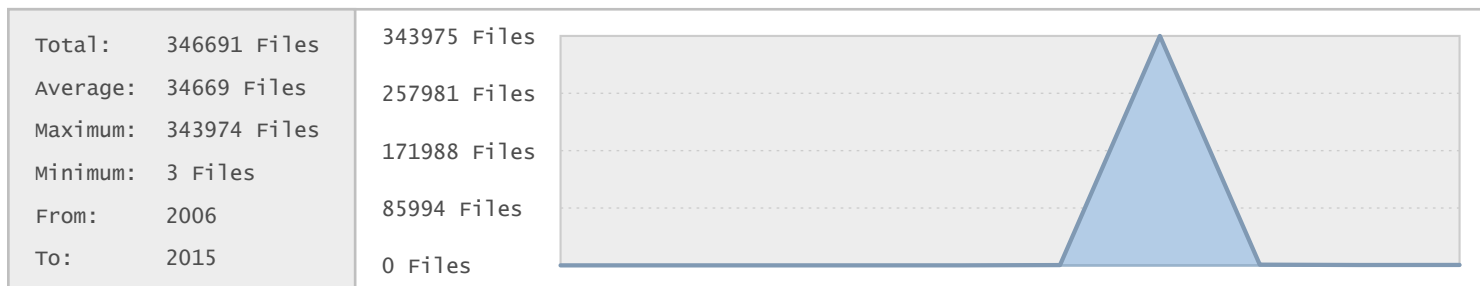 Total: 346691 Files
Average: 34669 Files
Maximum: 343974 Files
Minimum: 3 Files
From: 2006
To: 2015
343975 Files
257981 Files
171988 Files
85994 Files
0 Files